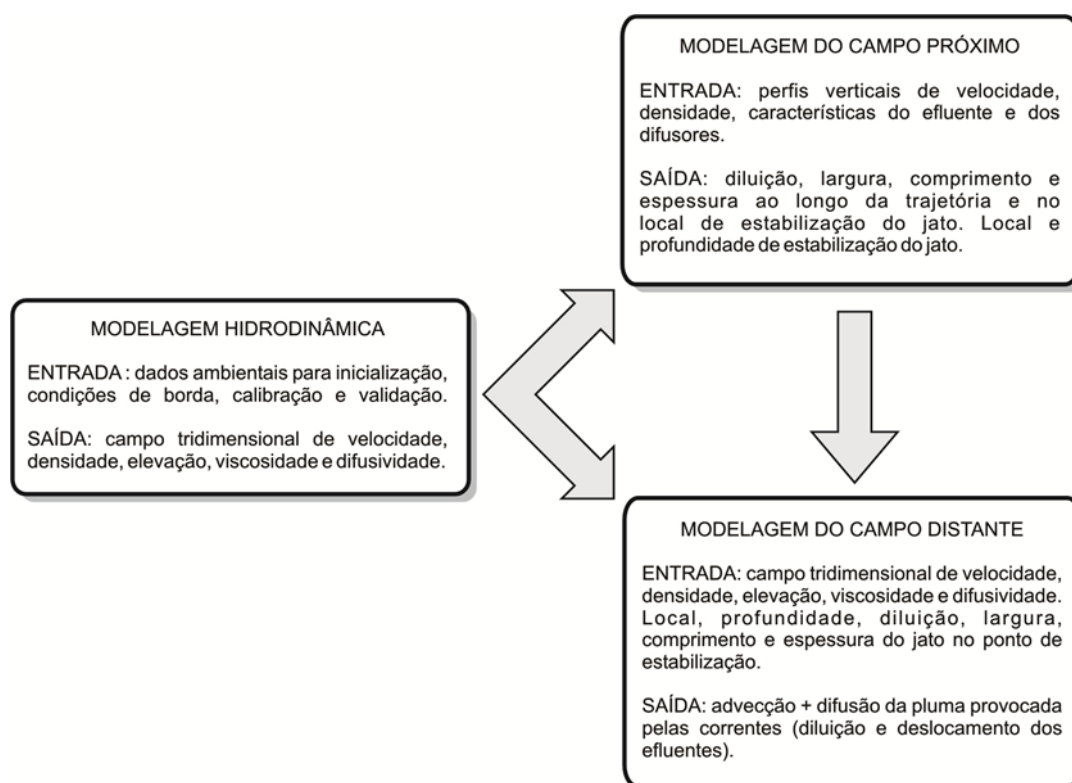 MODELAGEM DO CAMPO PRÓXIMO
ENTRADA: perfis verticais de velocidade,
densidade, características do efluente e dos
difusores.
SAÍDA: diluição, largura, comprimento e
espessura ao longo da trajetória e no
local de estabilização do jato. Local e
profundidade de estabilização do jato.
MODELAGEM HIDRODINÂMICA
ENTRADA : dados ambientais para inicialização,
condições de borda, calibração e validação.
SAÍDA: campo tridimensional de velocidade,
densidade, elevação, viscosidade e difusividade.
MODELAGEM DO CAMPO DISTANTE
ENTRADA: campo tridimensional de velocidade,
densidade, elevação, viscosidade e difusividade.
Local, profundidade, diluição, largura,
comprimento e espessura do jato no ponto de
estabilização.
SAÍDA: advecção + difusão da pluma provocada
pelas correntes (diluição e deslocamento dos
efluentes).